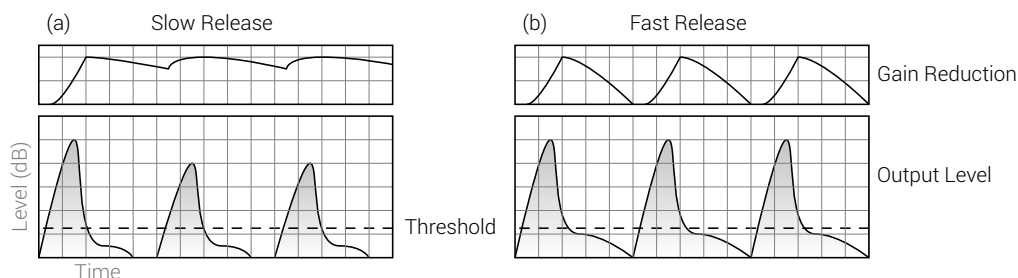 (a) Slow Release
(b) Fast Release
Gain Reduction
Level (dB)
Output Level
Threshold
Time